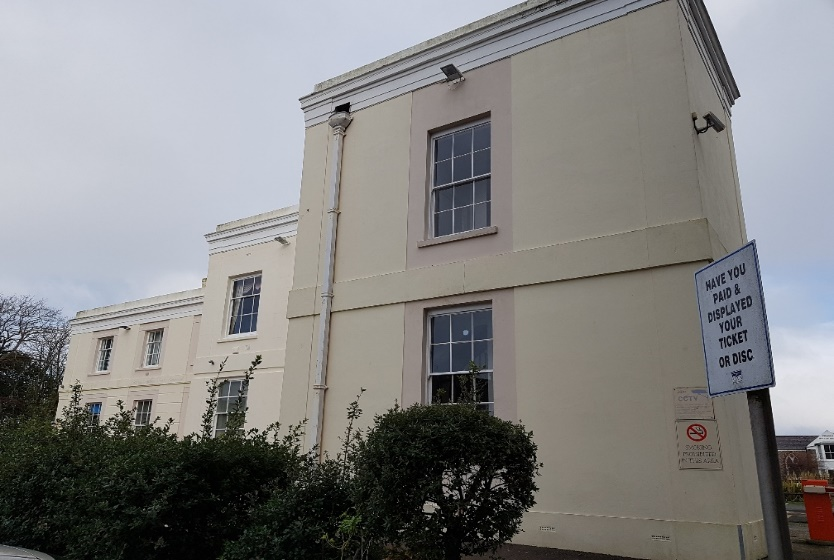 HAVE YOU
PAID &
DISPLAYED
YOUR
TICKET
OR DISC
CCTV
SMOKING
PROHIBITED
IN THIS AREA